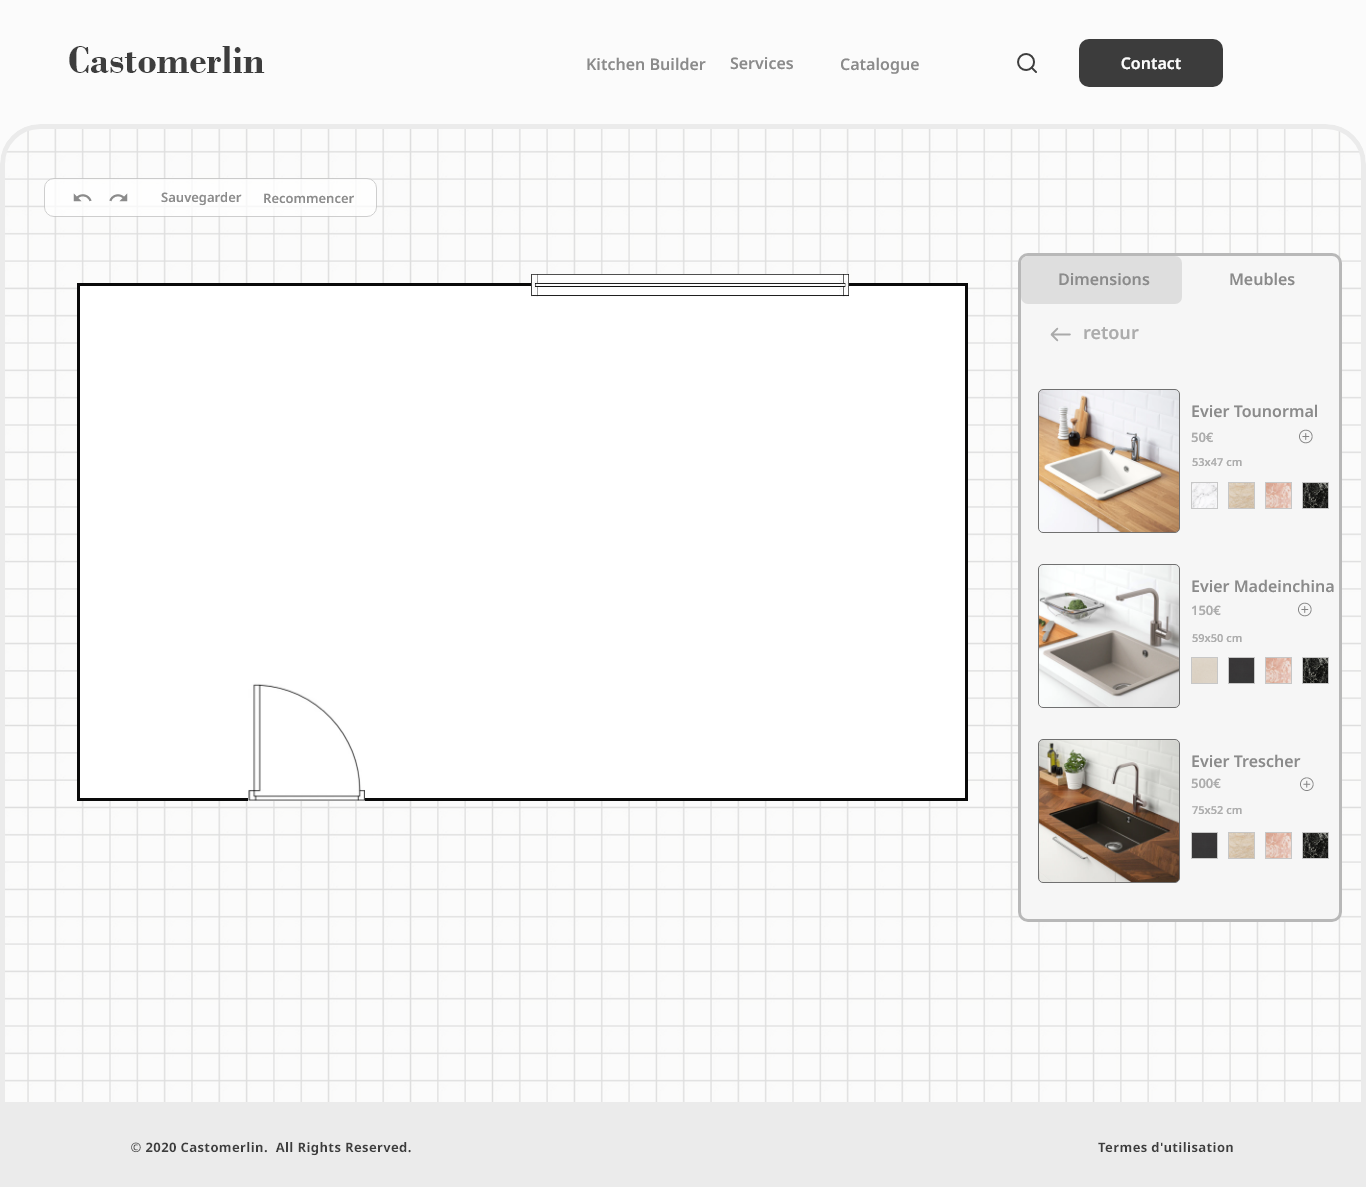 Castomerlin
Kitchen Builder
Services
Catalogue
Contact
Sauvegarder
Recommencer
Dimensions
Meubles
retour
Evier Tounormal
50€
53x47 cm
Evier Madeinchina
150€
59x50 cm
Evier Trescher
500€
75x52 cm
© 2020 Castomerlin.  All Rights Reserved.
Termes d'utilisation